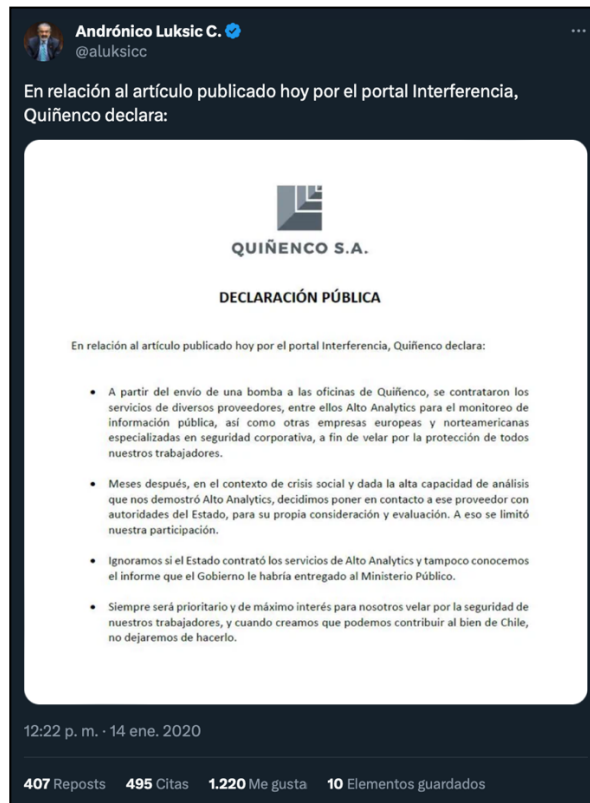 Andrónico Luksic C.
@aluksicc
En relación al artículo publicado hoy por el portal Interferencia,
Quiñenco declara:
QUIÑENCO S.A.
DECLARACIÓN PÚBLICA
En relación al artículo publicado hoy por el portal Interferencia, Quiñenco declara:
• A partir del envío de una bomba a las oficinas de Quiñenco, se contrataron los
servicios de diversos proveedores, entre ellos Alto Analytics para el monitoreo de
información pública, así como otras empresas europeas y norteamericanas
especializadas en seguridad corporativa, a fin de velar por la protección de todos
nuestros trabajadores.
• Meses después, en el contexto de crisis social y dada la alta capacidad de análisis
que nos demostró Alto Analytics, decidimos poner en contacto a ese proveedor con
autoridades del Estado, para su propia consideración y evaluación. A eso se limitó
nuestra participación.
• Ignoramos si el Estado contrató los servicios de Alto Analytics y tampoco conocemos
el informe que el Gobierno le habría entregado al Ministerio Público.
• Siempre será prioritario y de máximo interés para nosotros velar por la seguridad de
nuestros trabajadores, y cuando creamos que podemos contribuir al bien de Chile,
no dejaremos de hacerlo.
12:22 p. m. · 14 ene. 2020
407 Reposts 495 Citas 1.220 Me gusta 10 Elementos guardados